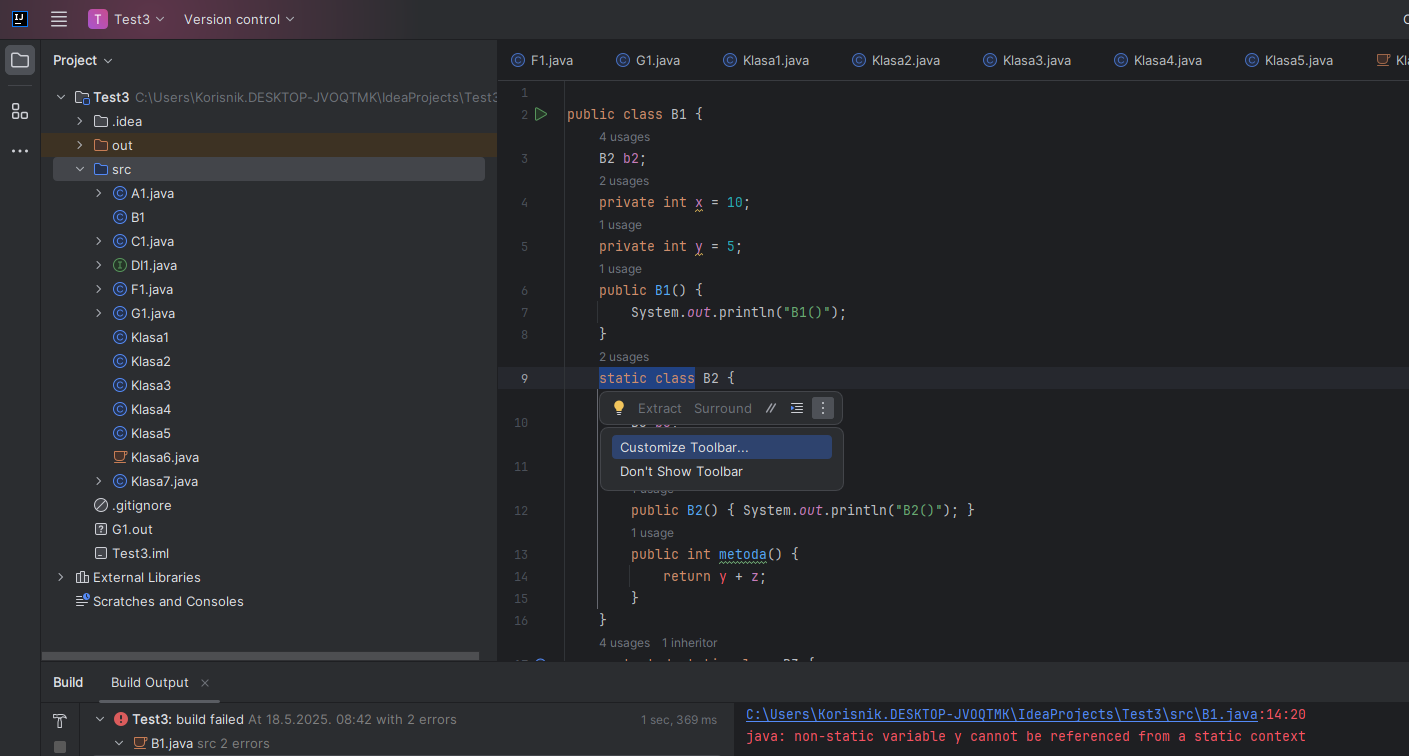 T Test3 Version control
Project
Test3 C:\Users\Korisnik.DESKTOP-JVOQTMK\IdeaProjects\Test3
.idea
out
src
A1.java
B1
C1.java
DI1.java
F1.java
G1.java
Klasa1
Klasa2
Klasa3
Klasa4
Klasa5
Klasa6.java
Klasa7.java
.gitignore
G1.out
Test3.iml
External Libraries
Scratches and Consoles
F1.java G1.java Klasa1.java Klasa2.java Klasa3.java Klasa4.java Klasa5.java
1
2 public class B1 {
4 usages
3 B2 b2;
2 usages
4 private int x = 10;
1 usage
5 private int y = 5;
1 usage
6 public B1() {
7 System.out.println("B1()");
8 }
2 usages
9 static class B2 {
Extract Surround
10
Customize Toolbar...
11
Don't Show Toolbar
1 usage
12 public B2() { System.out.println("B2()"); }
1 usage
13 public int metoda() {
14 return y + z;
15 }
16 }
4 usages 1 inheritor
Build Build Output
Test3: build failed At 18.5.2025. 08:42 with 2 errors 1 sec, 369 ms
B1.java src 2 errors
C:\Users\Korisnik.DESKTOP-JVOQTMK\IdeaProjects\Test3\src\B1.java:14:20
java: non-static variable y cannot be referenced from a static context